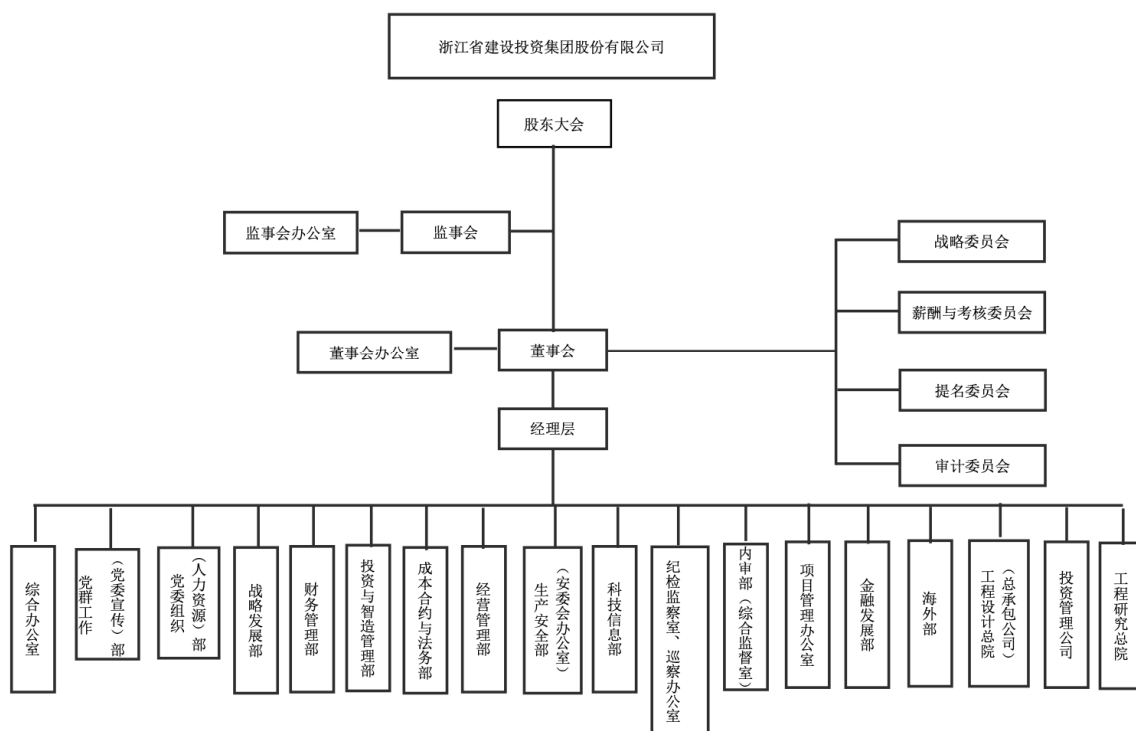 浙江省建设投资集团股份有限公司
股东大会
监事会办公室
监事会
战略委员会
薪酬与考核委员会
董事会办公室
董事会
提名委员会
经理层
审计委员会
综合办公室
党群工作
（党委宣传）部
党委组织
（人力资源）部
战略发展部
财务管理部
投资与智造管理部
成本合约与法务部
经营管理部
生产安全部
（安委会办公室）
科技信息部
纪检监察室、巡察办公室
内审部（综合监督室）
项目管理办公室
金融发展部
海外部
工程设计总院
（总承包公司）
投资管理公司
工程研究总院